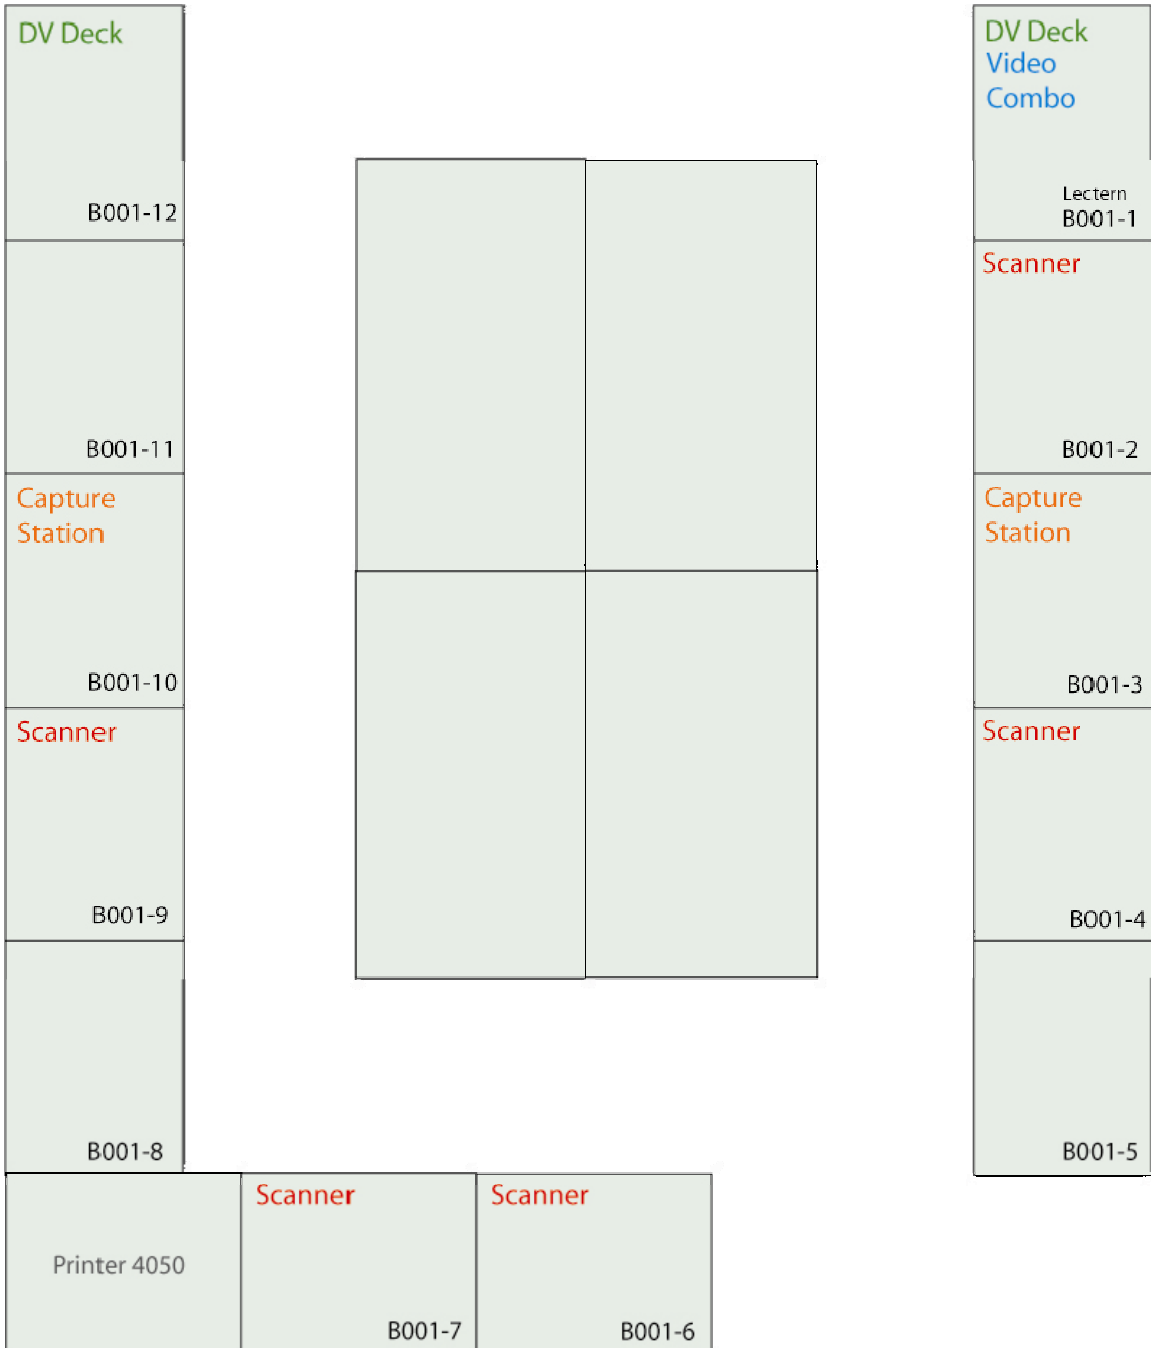 DV Deck
B001-12
B001-11
Capture
Station
B001-10
Scanner
B001-9
B001-8
Printer 4050
Scanner
B001-7
Scanner
B001-6
DV Deck
Video
Combo
Lectern
B001-1
Scanner
B001-2
Capture
Station
B001-3
Scanner
B001-4
B001-5